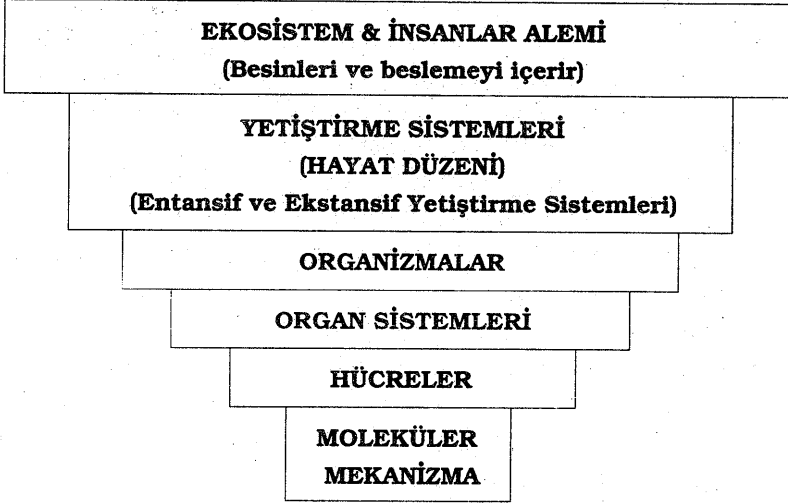 EKOSİSTEM & İNSANLAR ALEMİ
(Besinleri ve beslemeyi içerir)
YETİŞTİRME SİSTEMLERİ
(HAYAT DÜZENİ)
(Entansif ve Ekstansif Yetiştirme Sistemleri)
ORGANİZMALAR
ORGAN SİSTEMLERİ
HÜCRELER
MOLEKÜLER
MEKANİZMA